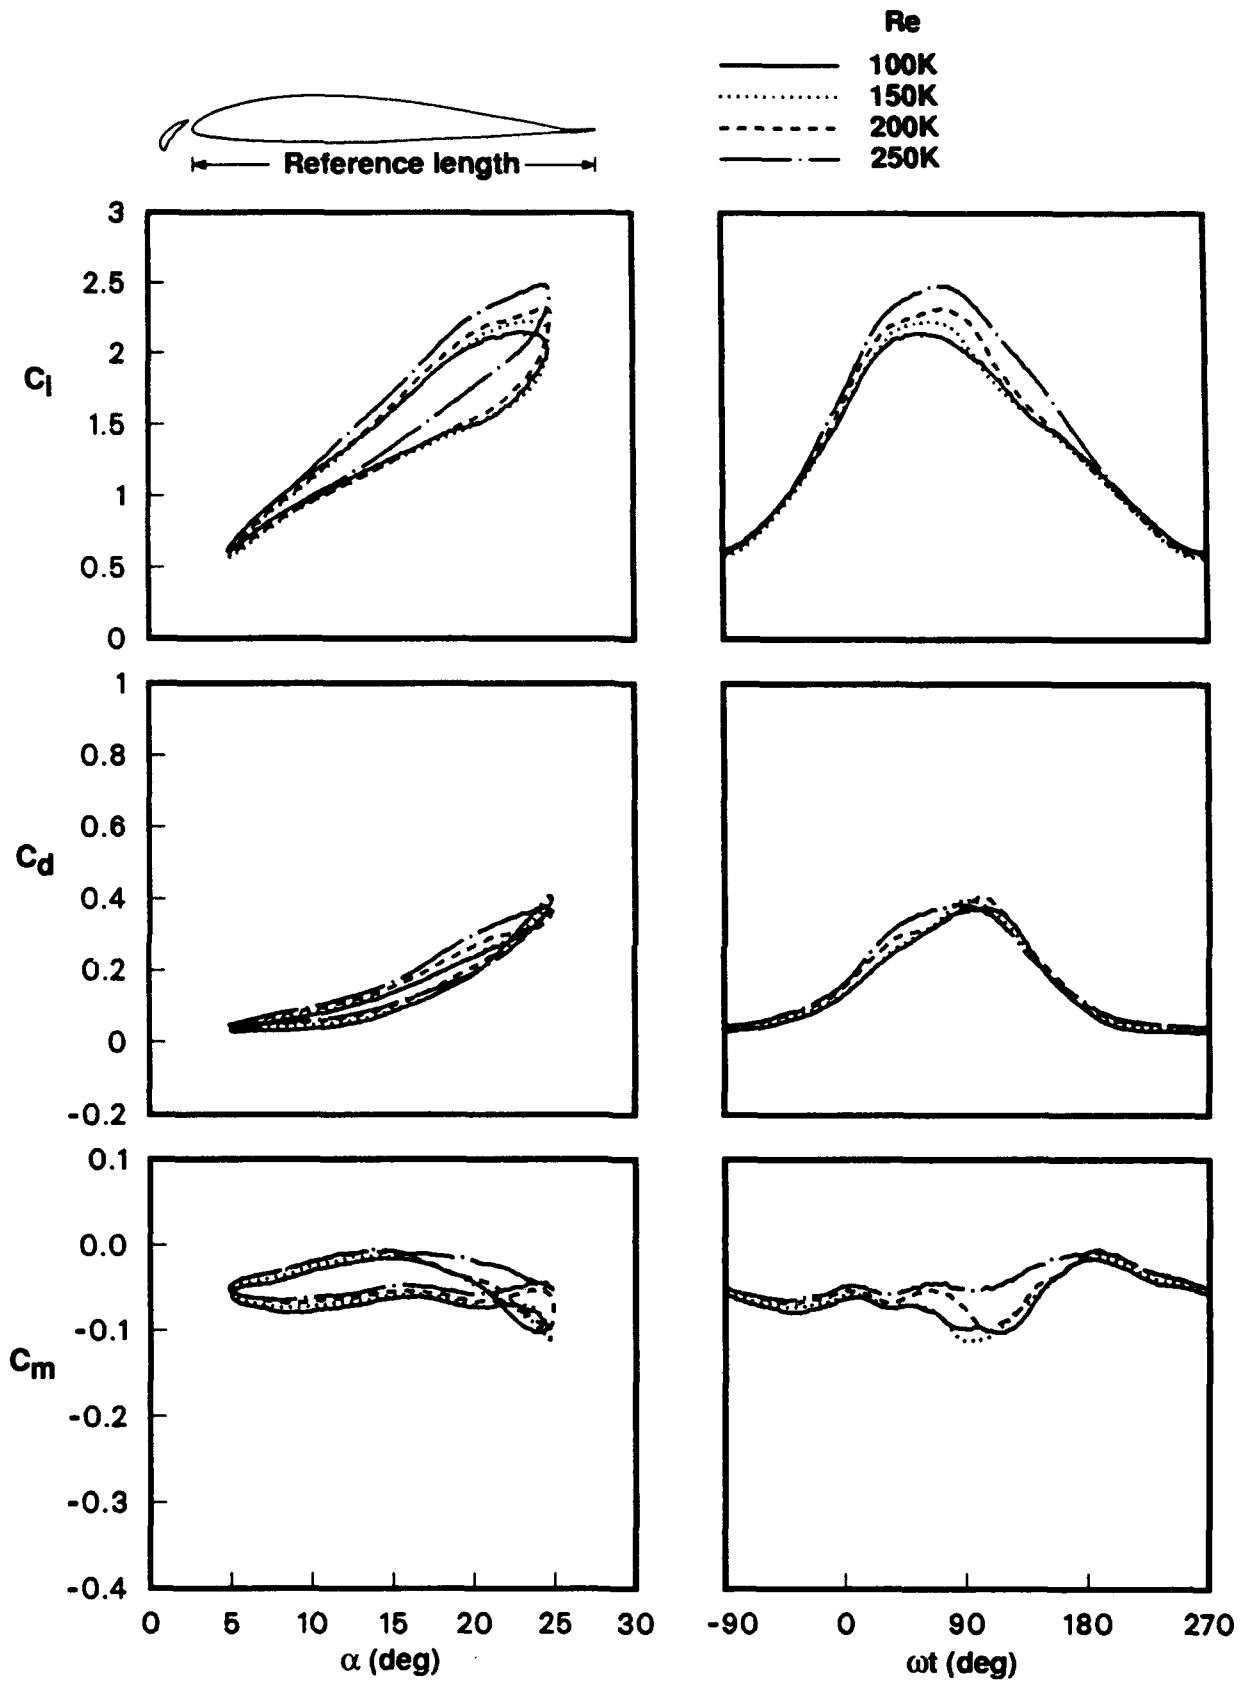 Re
100K
150K
200K
250K
Reference length
3
2.5
2
1.5
1
0.5
0
Cl
1
0.8
0.6
0.4
0.2
0
-0.2
Cd
0.1
0.0
-0.1
-0.2
-0.3
-0.4
Cm
0 5 10 15 20 25 30
α (deg)
-90 0 90 180 270
ωt (deg)